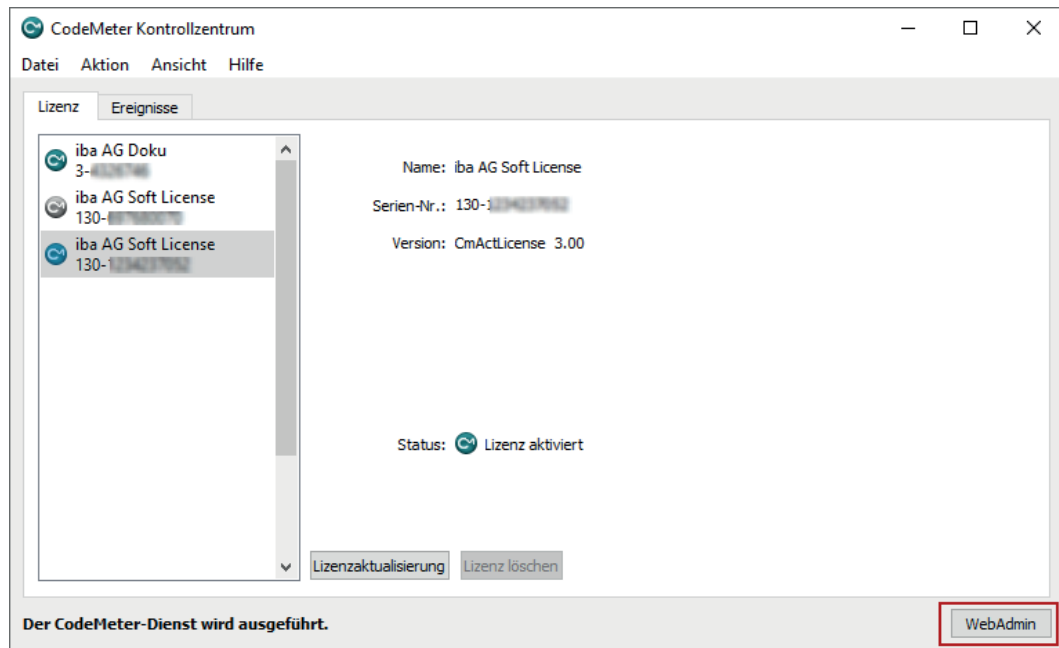 CodeMeter Kontrollzentrum
Datei Aktion Ansicht Hilfe
Lizenz Ereignisse
iba AG Doku
3-
iba AG Soft License
130-
iba AG Soft License
130-
Name: iba AG Soft License
Serien-Nr.: 130-
Version: CmActLicense 3.00
Status: Lizenz aktiviert
Lizenzaktualisierung Lizenz löschen
Der CodeMeter-Dienst wird ausgeführt.
WebAdmin